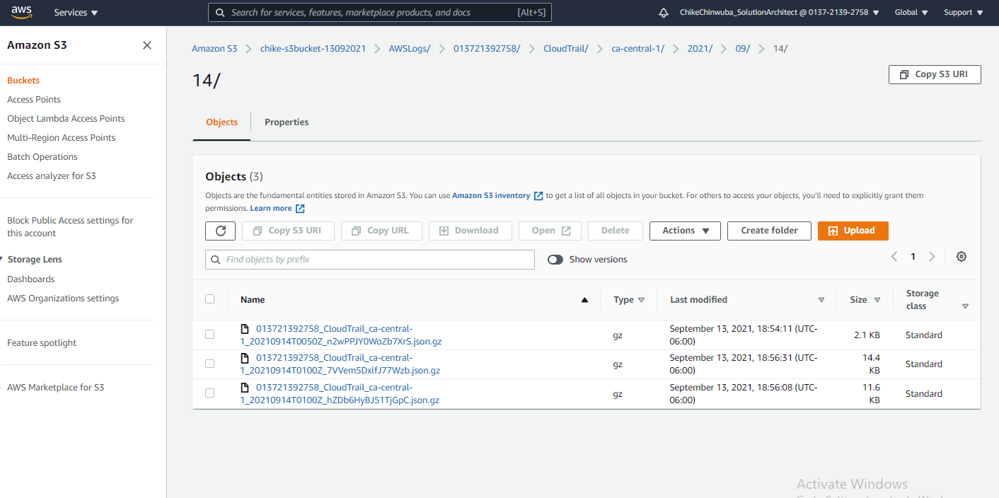 aws
Services
Search for services, features, marketplace products, and docs [Alt+S]
ChikeChinwuba_SolutionArchitect @ 0137-2139-2758
Global
Support
Amazon S3
Buckets
Access Points
Object Lambda Access Points
Multi-Region Access Points
Batch Operations
Access analyzer for S3
Block Public Access settings for
this account
Storage Lens
Dashboards
AWS Organizations settings
Feature spotlight
AWS Marketplace for S3
Amazon S3 > chike-s3bucket-13092021 > AWSLogs/ > 013721392758/ > CloudTrail/ > ca-central-1/ > 2021/ > 09/ > 14/
14/
Copy S3 URI
Objects
Properties
Objects (3)
Objects are the fundamental entities stored in Amazon S3. You can use Amazon S3 inventory to get a list of all objects in your bucket. For others to access your objects, you'll need to explicitly grant them
permissions. Learn more
Copy S3 URI
Copy URL
Download
Open
Delete
Actions
Create folder
Upload
Find objects by prefix
Show versions
1
Name
Type
Last modified
Size
Storage
class
013721392758_CloudTrail_ca-central-
1_20210914T0050Z_n2wPPJY0WoZb7XrS.json.gz
gz
September 13, 2021, 18:54:11 (UTC-
06:00)
2.1 KB
Standard
013721392758_CloudTrail_ca-central-
1_20210914T0100Z_7VVem5DxlfJ77Wzb.json.gz
gz
September 13, 2021, 18:56:31 (UTC-
06:00)
14.4
KB
Standard
013721392758_CloudTrail_ca-central-
1_20210914T0100Z_hZDb6HyBJ51TjGpC.json.gz
gz
September 13, 2021, 18:56:08 (UTC-
06:00)
11.6
KB
Standard
Activate Windows